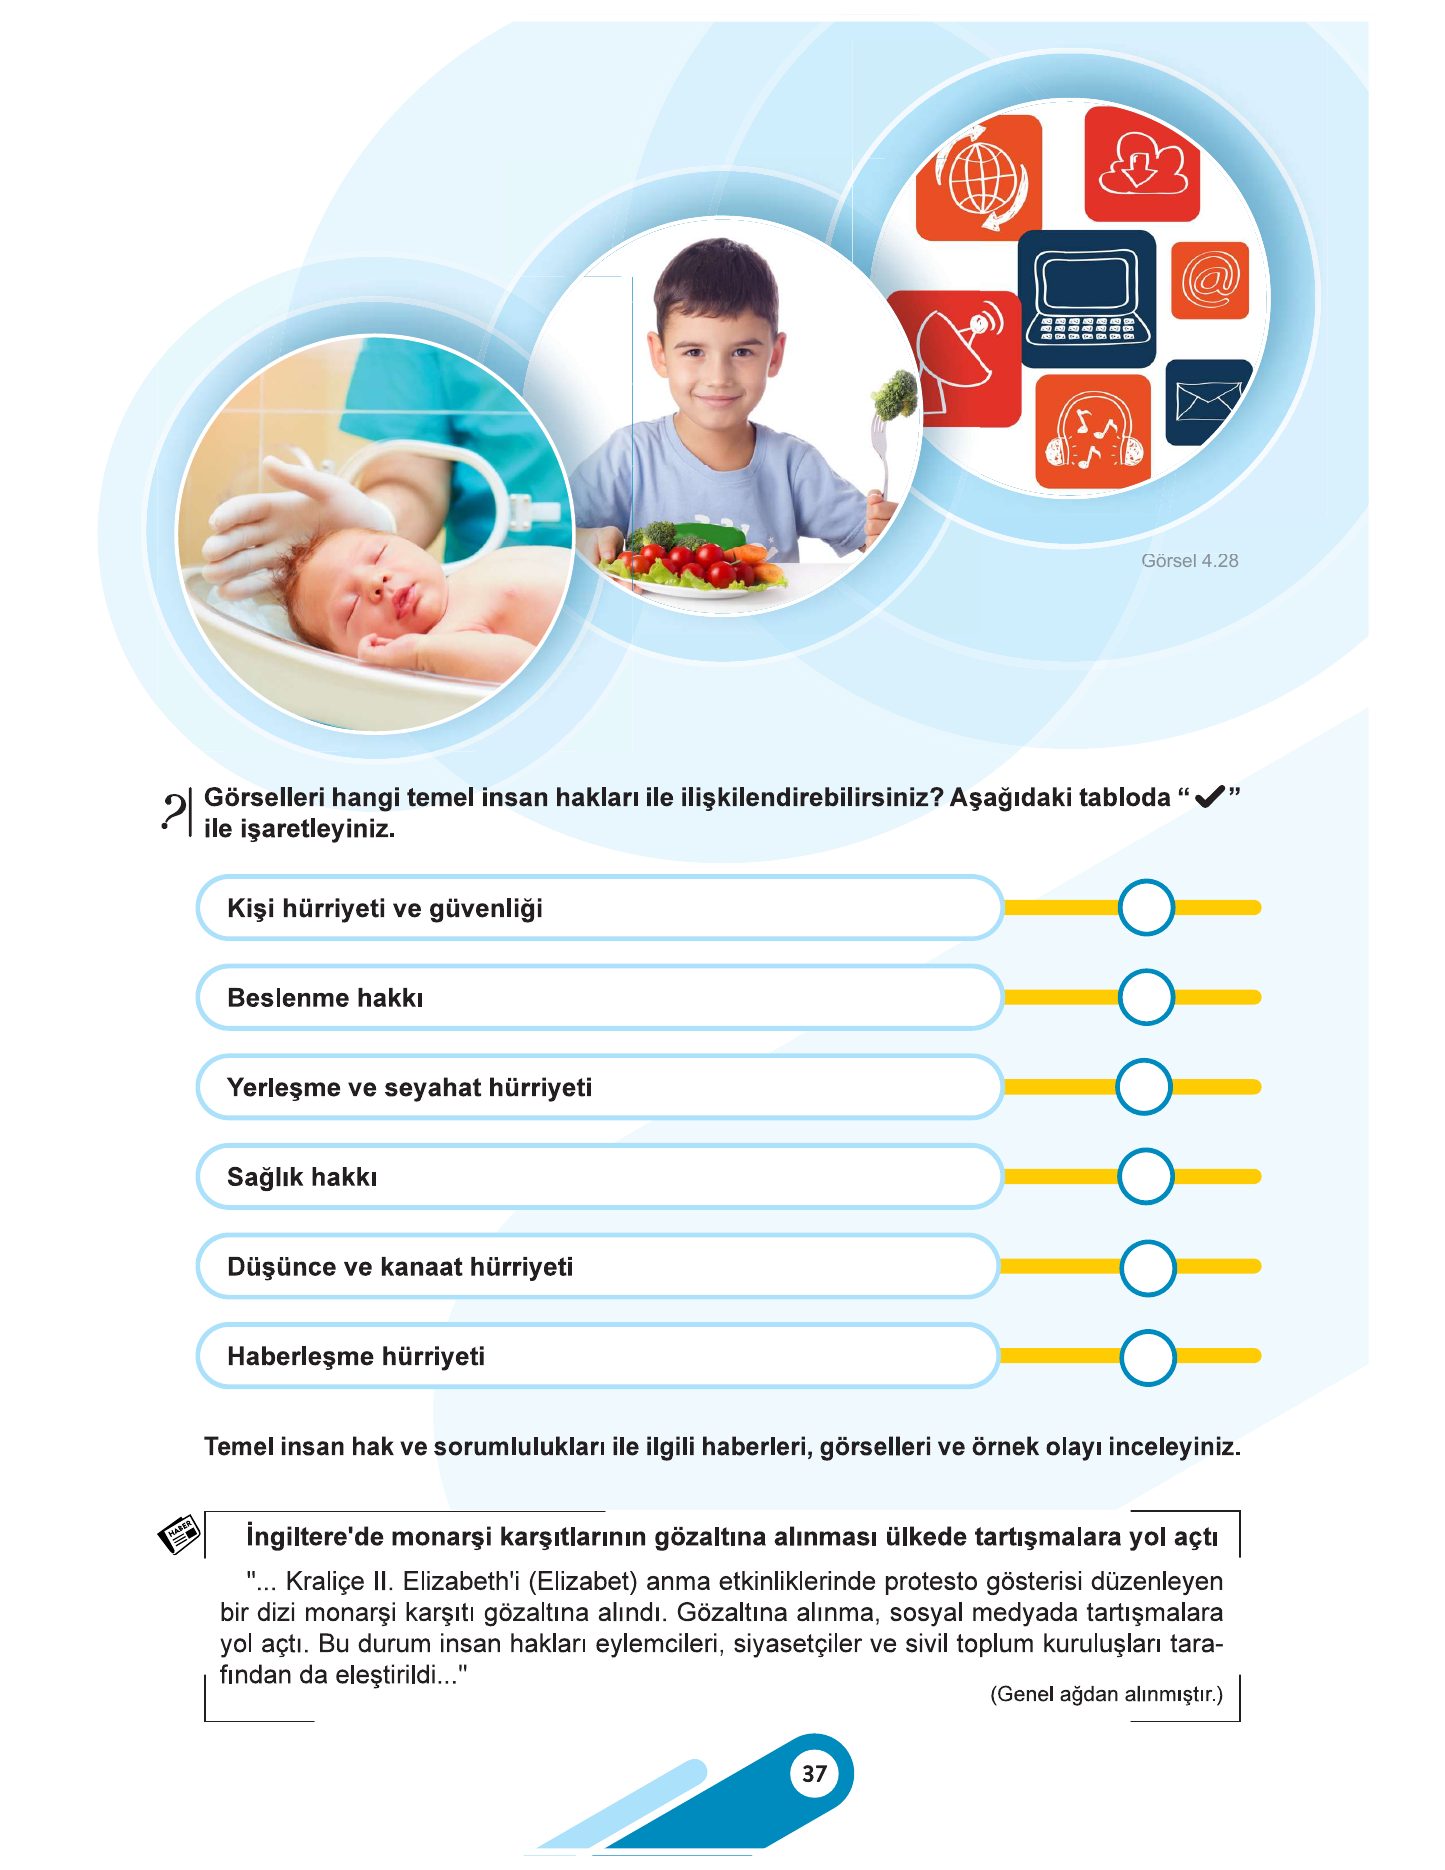 Görsel 4.28
Görselleri hangi temel insan hakları ile ilişkilendirebilirsiniz? Aşağıdaki tabloda “✔”
ile işaretleyiniz.
Kişi hürriyeti ve güvenliği
Beslenme hakkı
Yerleşme ve seyahat hürriyeti
Sağlık hakkı
Düşünce ve kanaat hürriyeti
Haberleşme hürriyeti
Temel insan hak ve sorumlulukları ile ilgili haberleri, görselleri ve örnek olayı inceleyiniz.
HABER
İngiltere'de monarşi karşıtlarının gözaltına alınması ülkede tartışmalara yol açtı
"... Kraliçe II. Elizabeth'i (Elizabet) anma etkinliklerinde protesto gösterisi düzenleyen
bir dizi monarşi karşıtı gözaltına alındı. Gözaltına alınma, sosyal medyada tartışmalara
yol açtı. Bu durum insan hakları eylemcileri, siyasetçiler ve sivil toplum kuruluşları tara-
fından da eleştirildi..."
(Genel ağdan alınmıştır.)
37